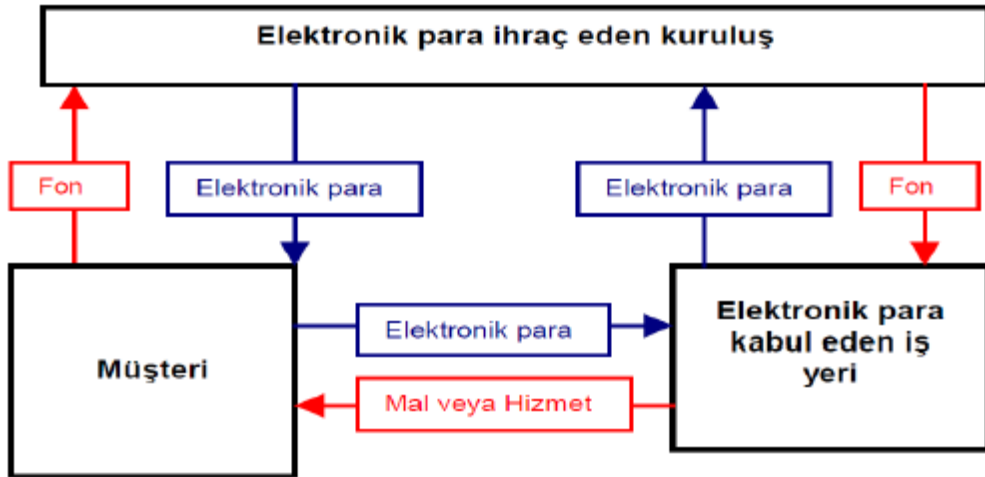 Elektronik para ihraç eden kuruluş
Fon
Elektronik para
Elektronik para
Fon
Müşteri
Elektronik para
Mal veya Hizmet
Elektronik para
kabul eden iş
yeri